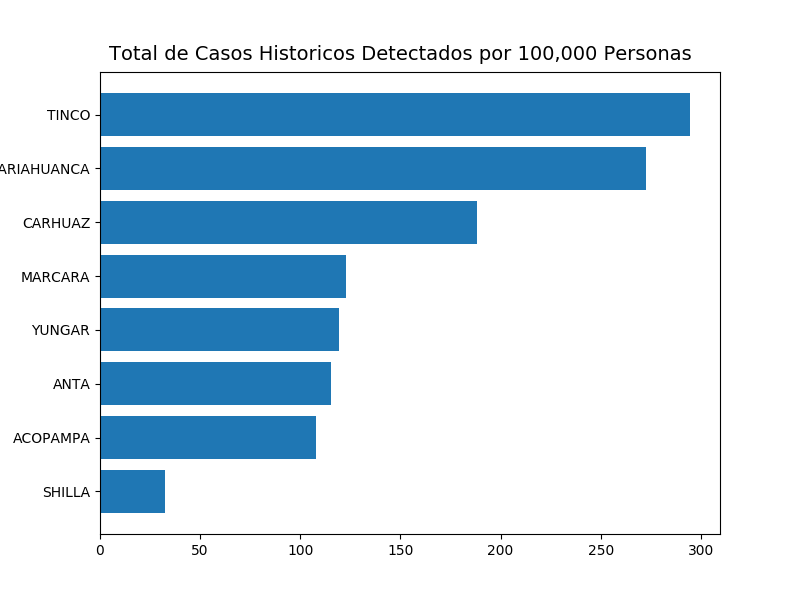 Total de Casos Historicos Detectados por 100,000 Personas
TINCO
ARIAHUANCA
CARHUAZ
MARCARA
YUNGAR
ANTA
ACOPAMPA
SHILLA
0 50 100 150 200 250 300